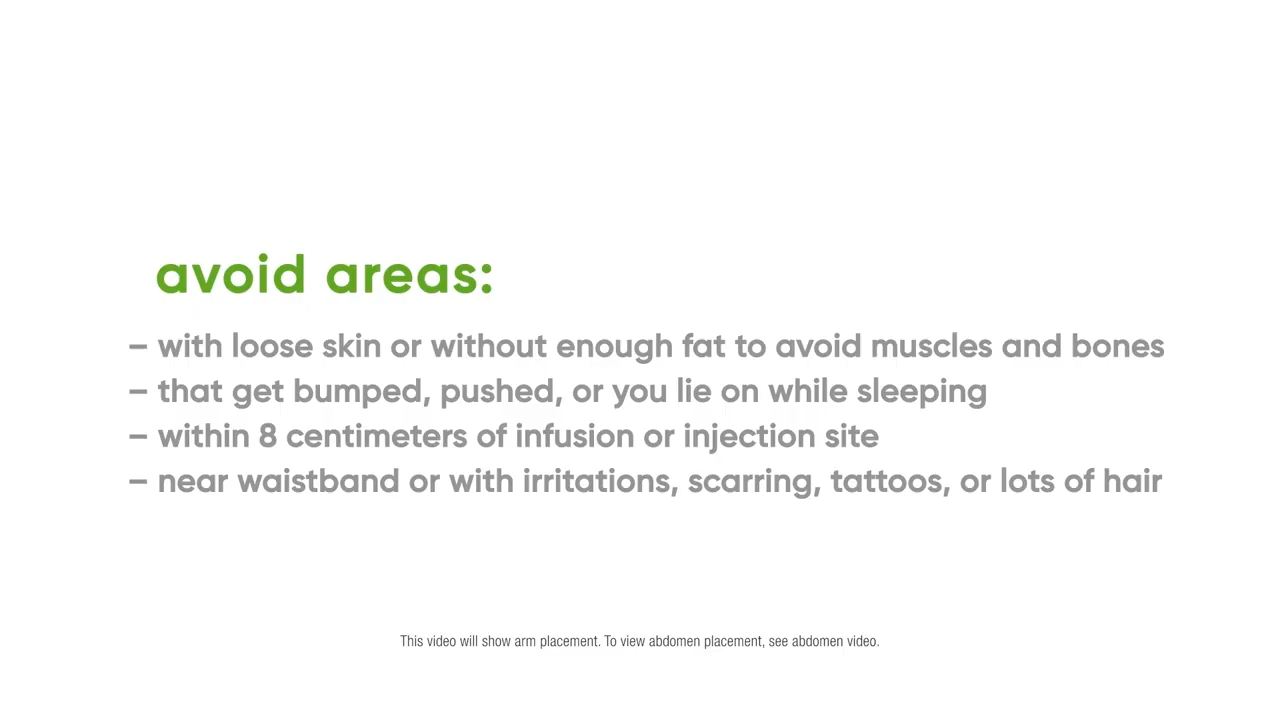 avoid areas:
– with loose skin or without enough fat to avoid muscles and bones
– that get bumped, pushed, or you lie on while sleeping
– within 8 centimeters of infusion or injection site
– near waistband or with irritations, scarring, tattoos, or lots of hair
This video will show arm placement. To view abdomen placement, see abdomen video.